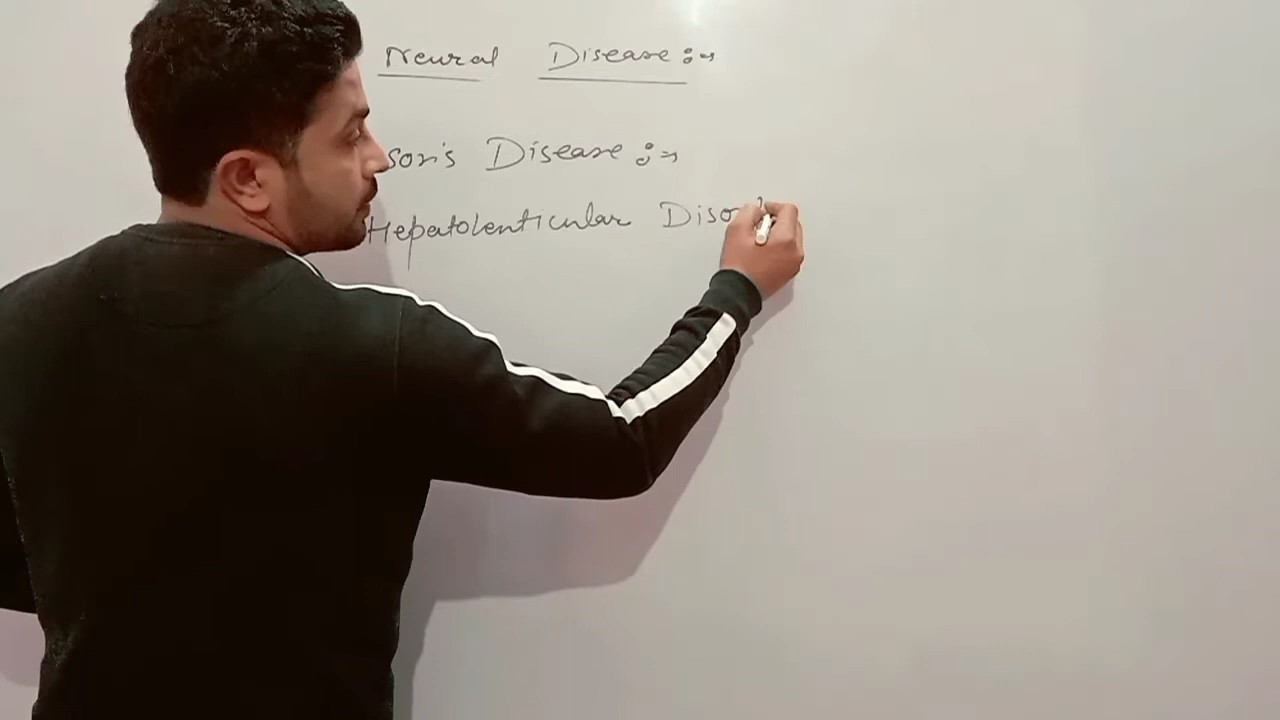 Neural Disease :-
son's Disease :-
Hepatolenticular Diso